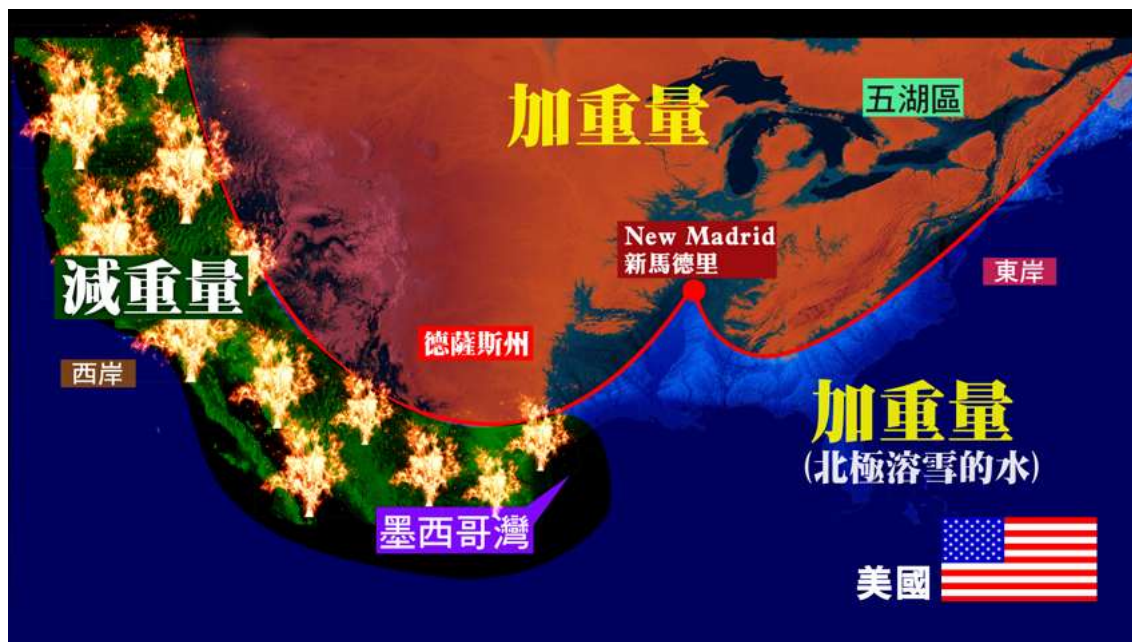 加重量
五湖區
New Madrid
新馬德里
東岸
減重量
德薩斯州
西岸
加重量
(北極溶雪的水)
墨西哥灣
美國